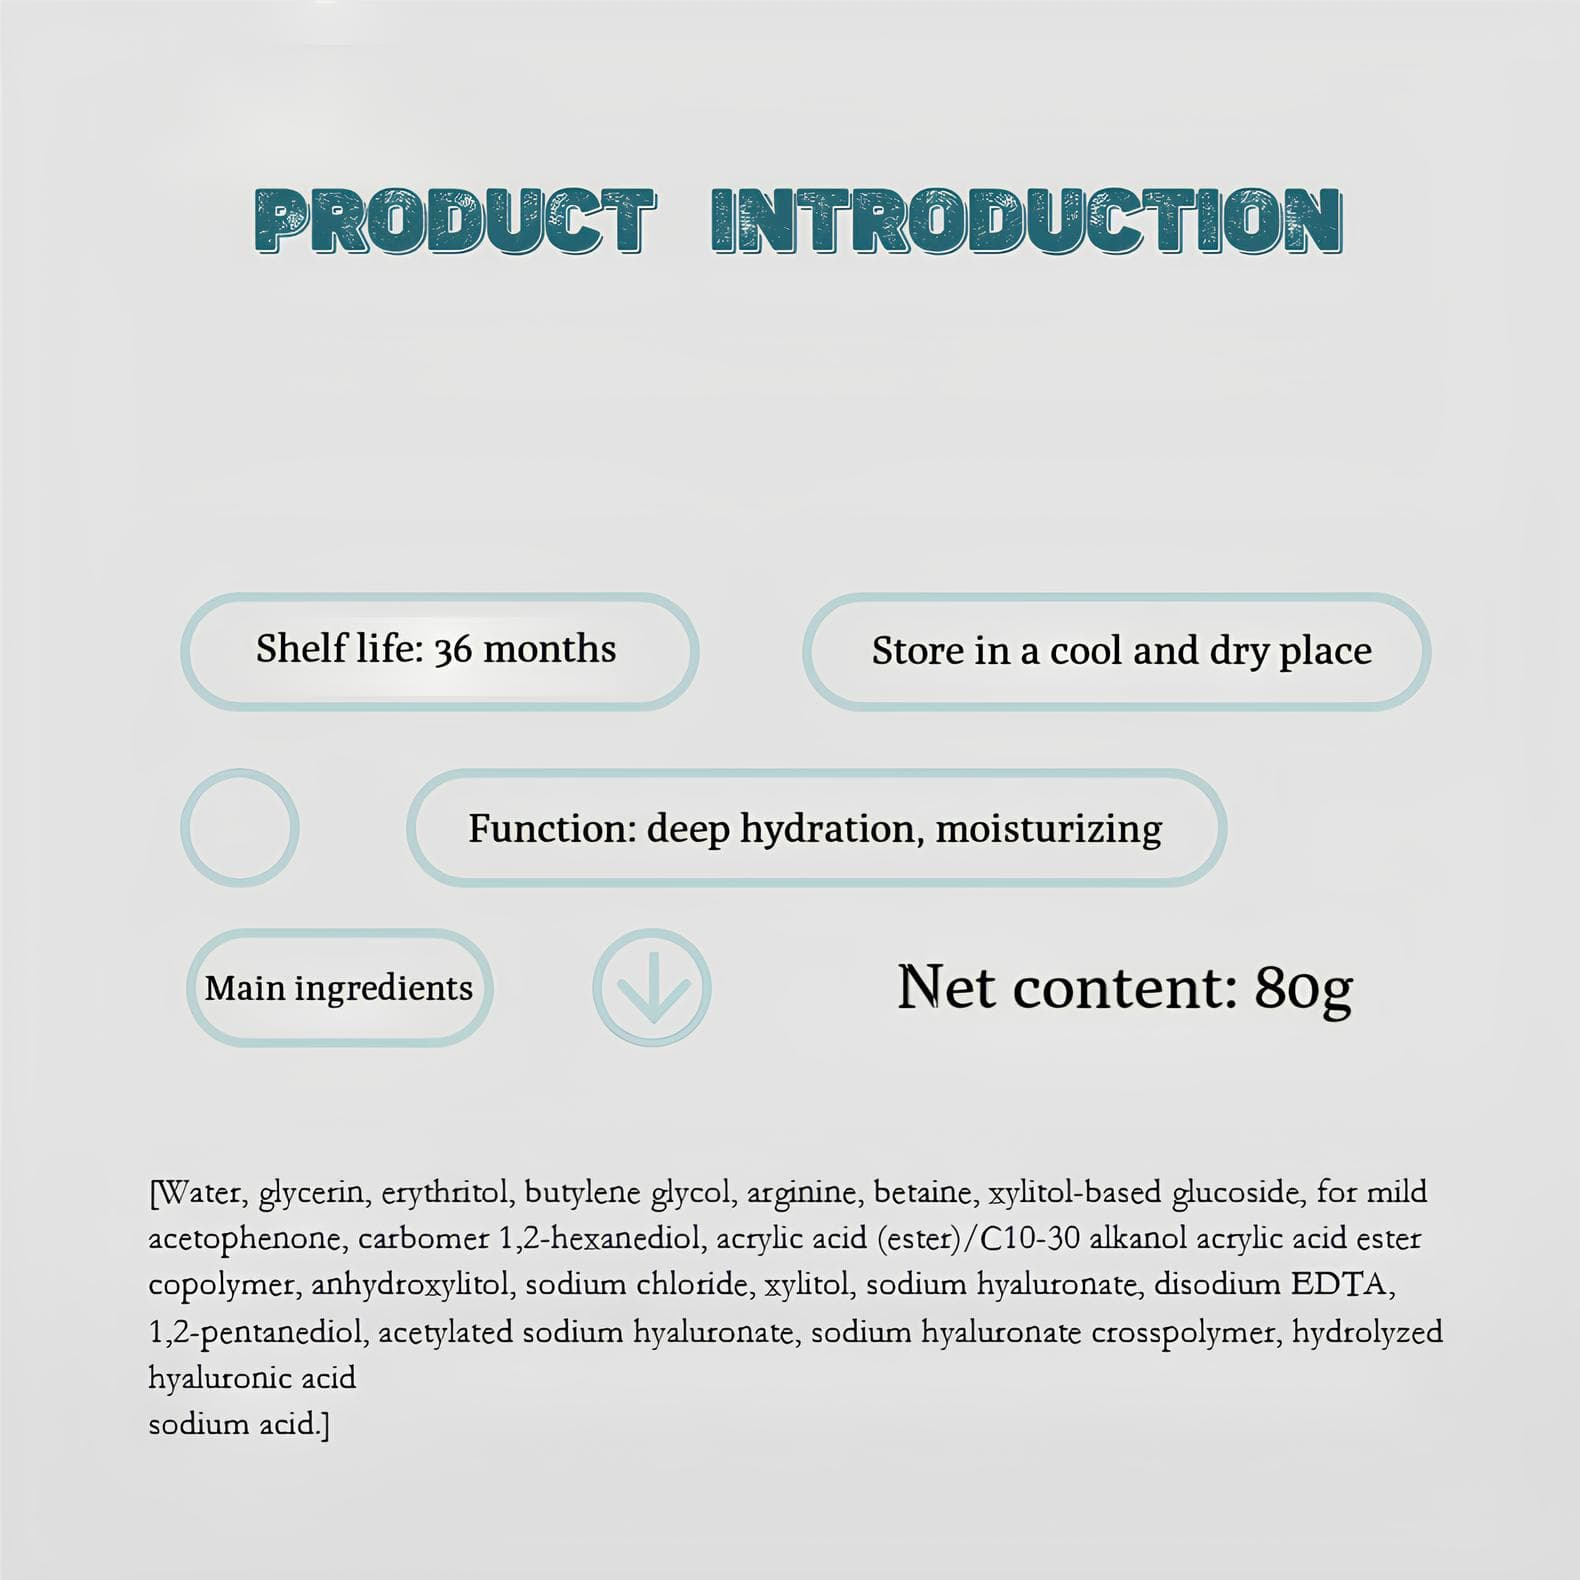 PRODUCT INTRODUCTION
Shelf life: 36 months
Store in a cool and dry place
Function: deep hydration, moisturizing
Main ingredients
Net content: 80g
[Water, glycerin, erythritol, butylene glycol, arginine, betaine, xylitol-based glucoside, for mild
acetophenone, carbomer 1,2-hexanediol, acrylic acid (ester)/C10-30 alkanol acrylic acid ester
copolymer, anhydroxylitol, sodium chloride, xylitol, sodium hyaluronate, disodium EDTA,
1,2-pentanediol, acetylated sodium hyaluronate, sodium hyaluronate crosspolymer, hydrolyzed
hyaluronic acid
sodium acid.]